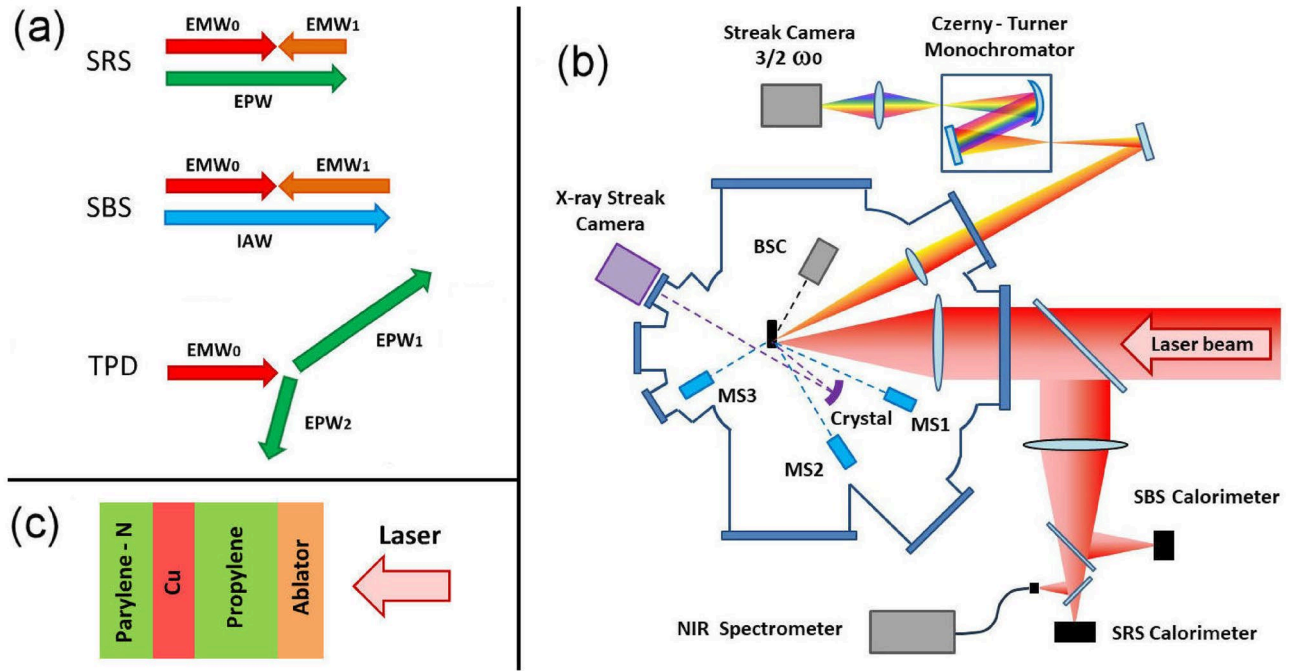 (a)
SRS
EMW0
EMW1
EPW
SBS
EMW0
EMW1
IAW
TPD
EMW0
EPW1
EPW2
(b)
Streak Camera
3/2 ω0
Czerny - Turner
Monochromator
X-ray Streak
Camera
BSC
Laser beam
MS3
Crystal
MS1
MS2
SBS Calorimeter
NIR Spectrometer
SRS Calorimeter
(c)
Parylene - N
Cu
Propylene
Ablator
Laser